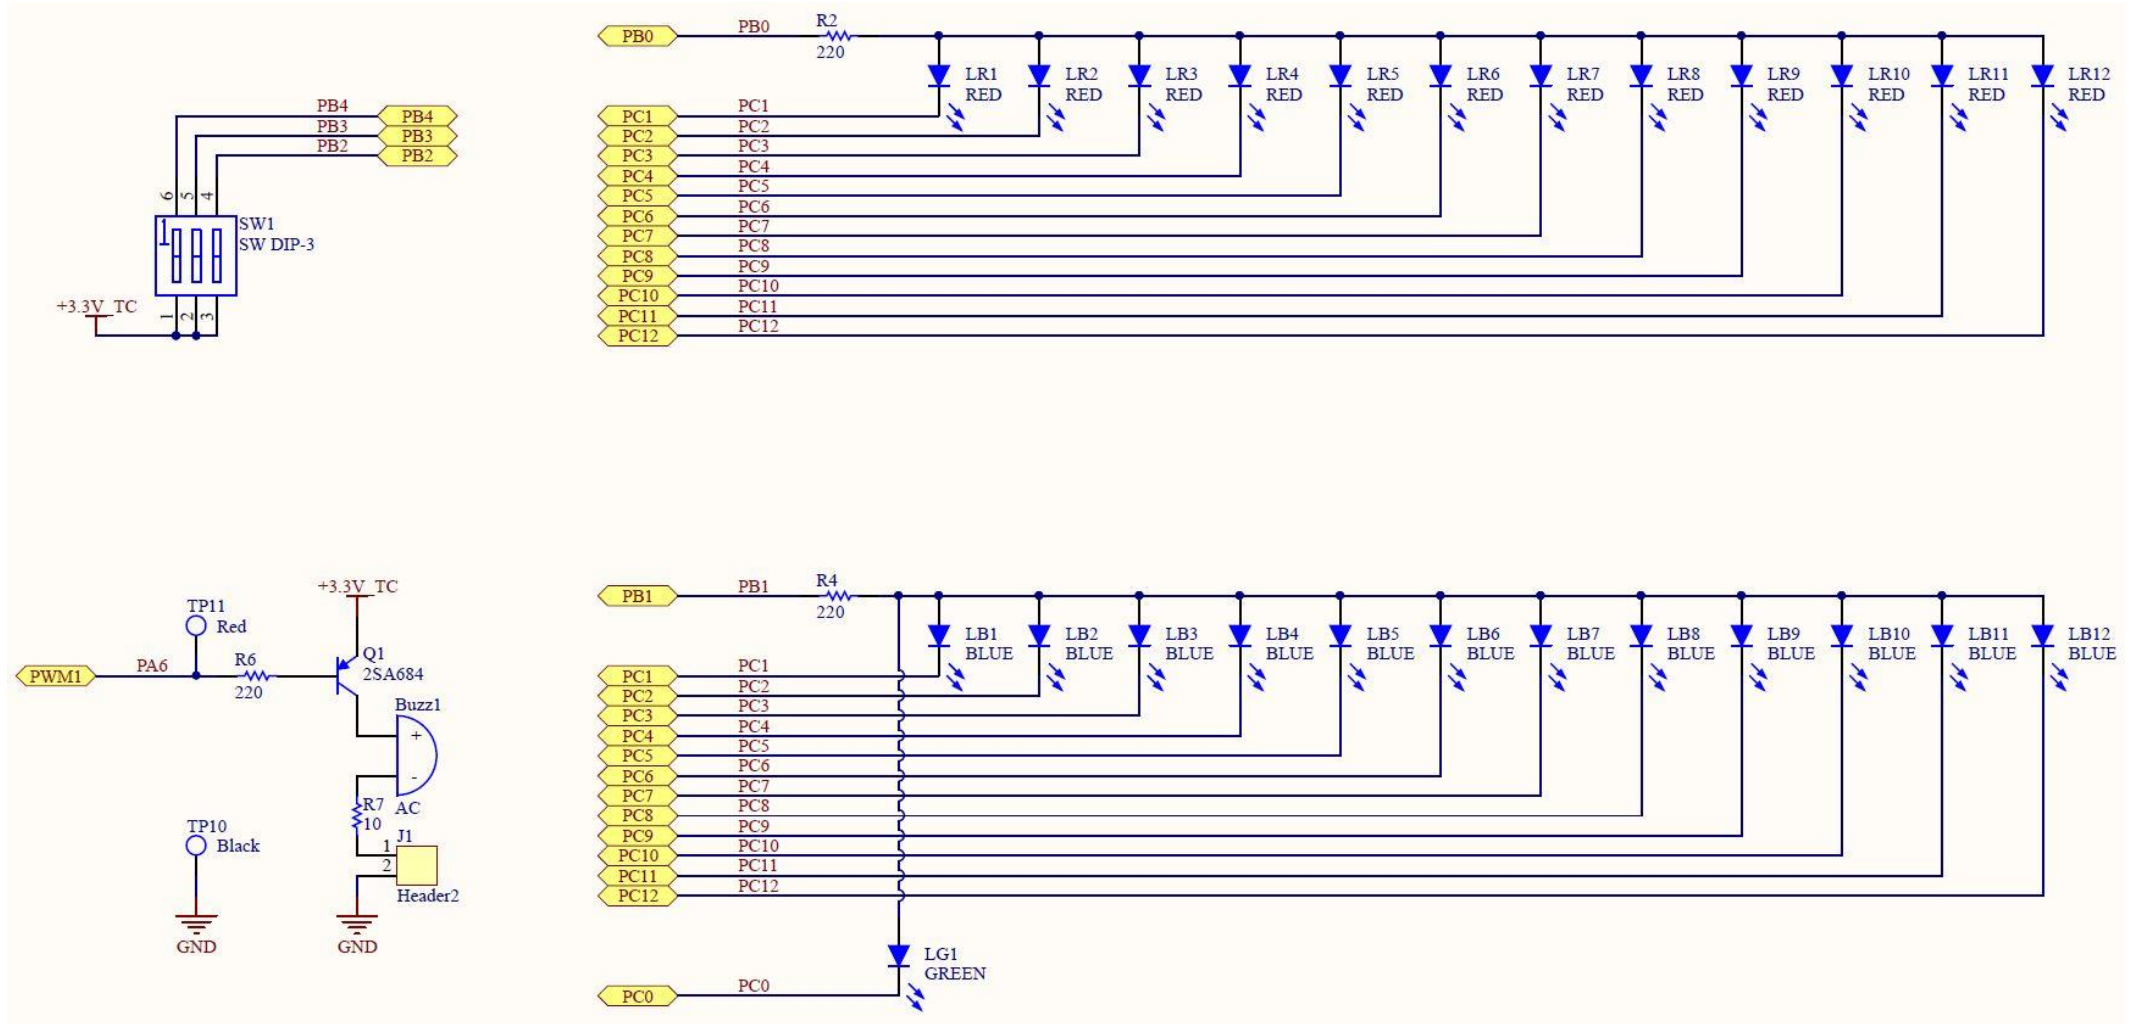 PB4
PB3
PB2
PB4
PB3
PB2
6
5
4
1
SW1
SW DIP-3
+3.3V_TC
1
2
3
PB0
PB0
R2
220
LR1
RED
LR2
RED
LR3
RED
LR4
RED
LR5
RED
LR6
RED
LR7
RED
LR8
RED
LR9
RED
LR10
RED
LR11
RED
LR12
RED
PC1
PC1
PC2
PC2
PC3
PC3
PC4
PC4
PC5
PC5
PC6
PC6
PC7
PC7
PC8
PC8
PC9
PC9
PC10
PC10
PC11
PC11
PC12
PC12
+3.3V_TC
TP11
Red
PWM1
PA6
R6
220
Q1
2SA684
Buzz1
+
-
AC
R7
10
J1
1
2
Header2
GND
TP10
Black
GND
PB1
PB1
R4
220
LB1
BLUE
LB2
BLUE
LB3
BLUE
LB4
BLUE
LB5
BLUE
LB6
BLUE
LB7
BLUE
LB8
BLUE
LB9
BLUE
LB10
BLUE
LB11
BLUE
LB12
BLUE
PC1
PC1
PC2
PC2
PC3
PC3
PC4
PC4
PC5
PC5
PC6
PC6
PC7
PC7
PC8
PC8
PC9
PC9
PC10
PC10
PC11
PC11
PC12
PC12
LG1
GREEN
PC0
PC0